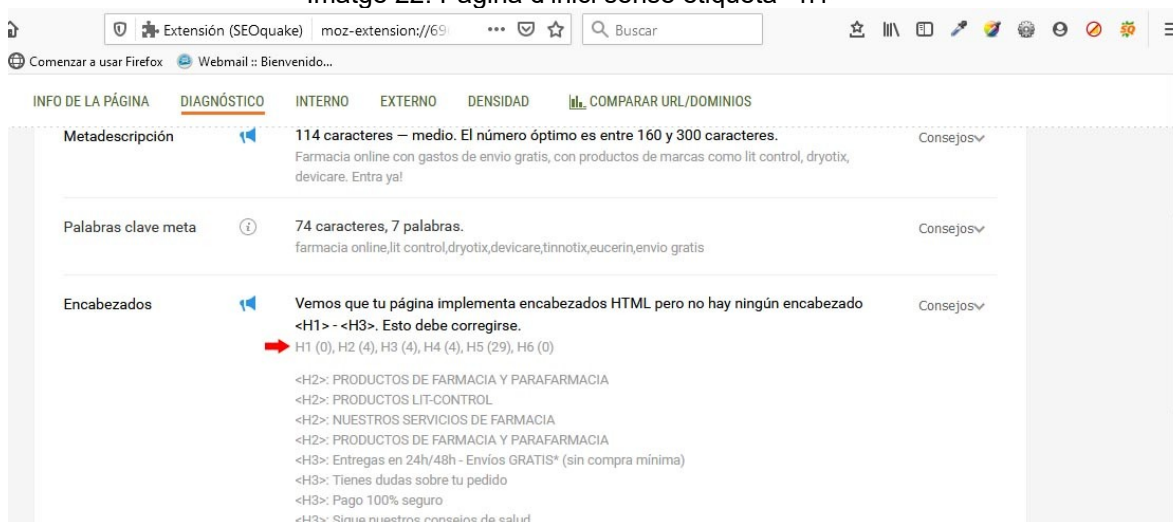 Extensión (SEOquake) moz-extension://69 Buscar
Comenzar a usar Firefox Webmail :: Bienvenido...
INFO DE LA PÁGINA DIAGNÓSTICO INTERNO EXTERNO DENSIDAD COMPARAR URL/DOMINIOS
Metadescripción 114 caracteres — medio. El número óptimo es entre 160 y 300 caracteres. Consejos
Farmacia online con gastos de envio gratis, con productos de marcas como lit control, dryotix,
devicare. Entra ya!
Palabras clave meta 74 caracteres, 7 palabras. Consejos
farmacia online,lit control,dryotix,devicare,tinnotix,eucerin,envio gratis
Encabezados Vemos que tu página implementa encabezados HTML pero no hay ningún encabezado Consejos
<H1> - <H3>. Esto debe corregirse.
H1 (0), H2 (4), H3 (4), H4 (4), H5 (29), H6 (0)
<H2>: PRODUCTOS DE FARMACIA Y PARAFARMACIA
<H2>: PRODUCTOS LIT-CONTROL
<H2>: NUESTROS SERVICIOS DE FARMACIA
<H2>: PRODUCTOS DE FARMACIA Y PARAFARMACIA
<H3>: Entregas en 24h/48h - Envíos GRATIS* (sin compra mínima)
<H3>: Tienes dudas sobre tu pedido
<H3>: Pago 100% seguro
<H3>: Sigue nuestros consejos de salud